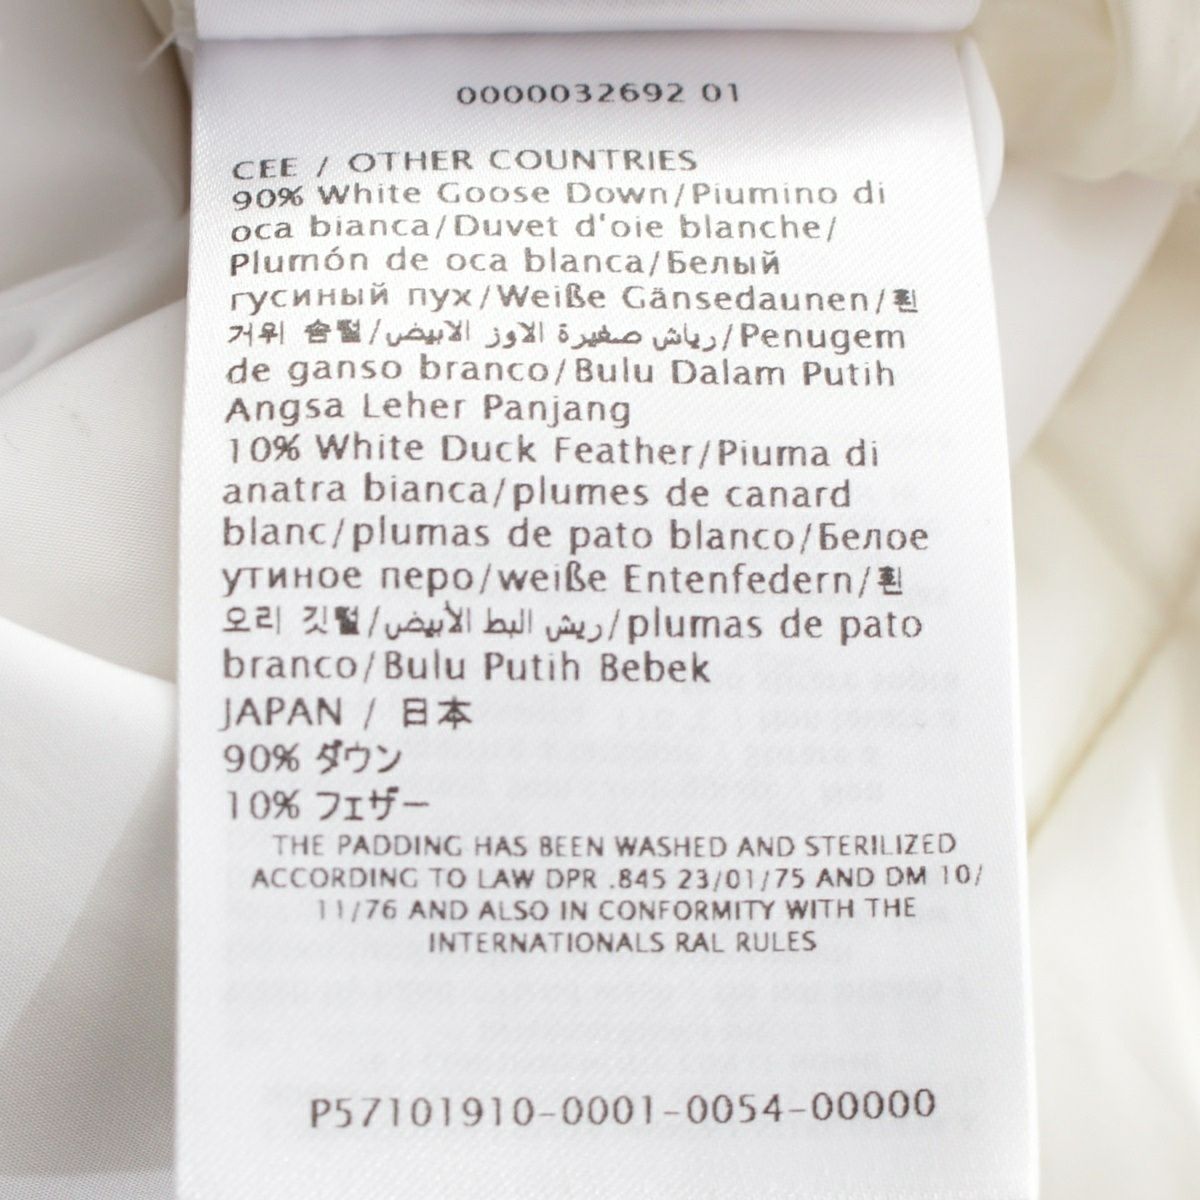 0000032692 01
CEE / OTHER COUNTRIES
90% White Goose Down/Piumino di
oca bianca/Duvet d'oie blanche/
Plumón de oca blanca/Белый
гусиный пух/Weiße Gänsedaunen/흰
거위 솜털/رياش صغيرة الاوز الابيض/Penugem
de ganso branco/Bulu Dalam Putih
Angsa Leher Panjang
10% White Duck Feather/Piuma di
anatra bianca/plumes de canard
blanc/plumas de pato blanco/Белое
утиное перо/weiße Entenfedern/흰
오리 깃털/ريش البط الأبيض/plumas de pato
branco/Bulu Putih Bebek
JAPAN / 日本
90% ダウン
10% フェザー
THE PADDING HAS BEEN WASHED AND STERILIZED
ACCORDING TO LAW DPR .845 23/01/75 AND DM 10/
11/76 AND ALSO IN CONFORMITY WITH THE
INTERNATIONALS RAL RULES
P57101910-0001-0054-00000